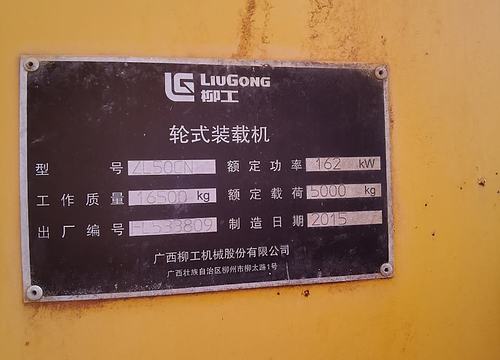 LIUGONG
柳工
轮式装载机
型号 ZL50CN 额定功率 162 kW
工作质量 16500 kg 额定载荷 5000 kg
出厂编号 HL533809 制造日期 2015
广西柳工机械股份有限公司
广西壮族自治区柳州市柳太路1号